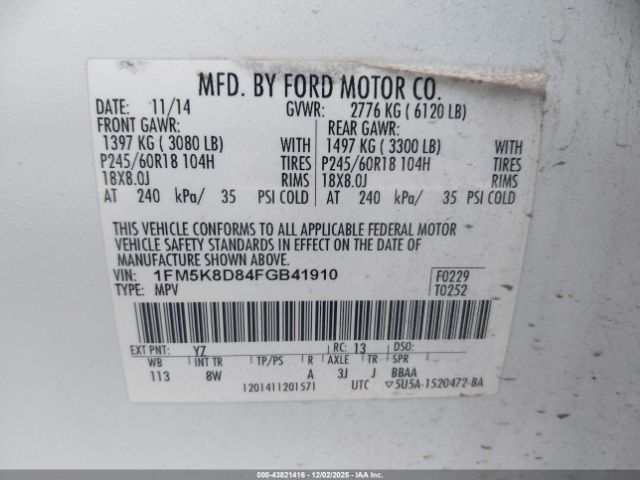 MFD. BY FORD MOTOR CO.
DATE: 11/14 GVWR: 2776 KG ( 6120 LB)
FRONT GAWR: REAR GAWR:
1397 KG ( 3080 LB) WITH 1497 KG ( 3300 LB) WITH
P245/60R18 104H TIRES P245/60R18 104H TIRES
18X8.0J RIMS 18X8.0J RIMS
AT 240 kPa/ 35 PSI COLD AT 240 kPa/ 35 PSI COLD
THIS VEHICLE CONFORMS TO ALL APPLICABLE FEDERAL MOTOR
VEHICLE SAFETY STANDARDS IN EFFECT ON THE DATE OF
MANUFACTURE SHOWN ABOVE.
VIN: 1FM5K8D84FGB41910 F0229
TYPE: MPV T0252
EXT PNT: YZ RC: 13 DSO:
WB INT TR TP/PS R AXLE TR SPR
113 8W A 3J J BBAA
1201411201571 UTC ▽5U5A-1520472-BA
000-43821416 - 12/02/2025 - IAAI.COM